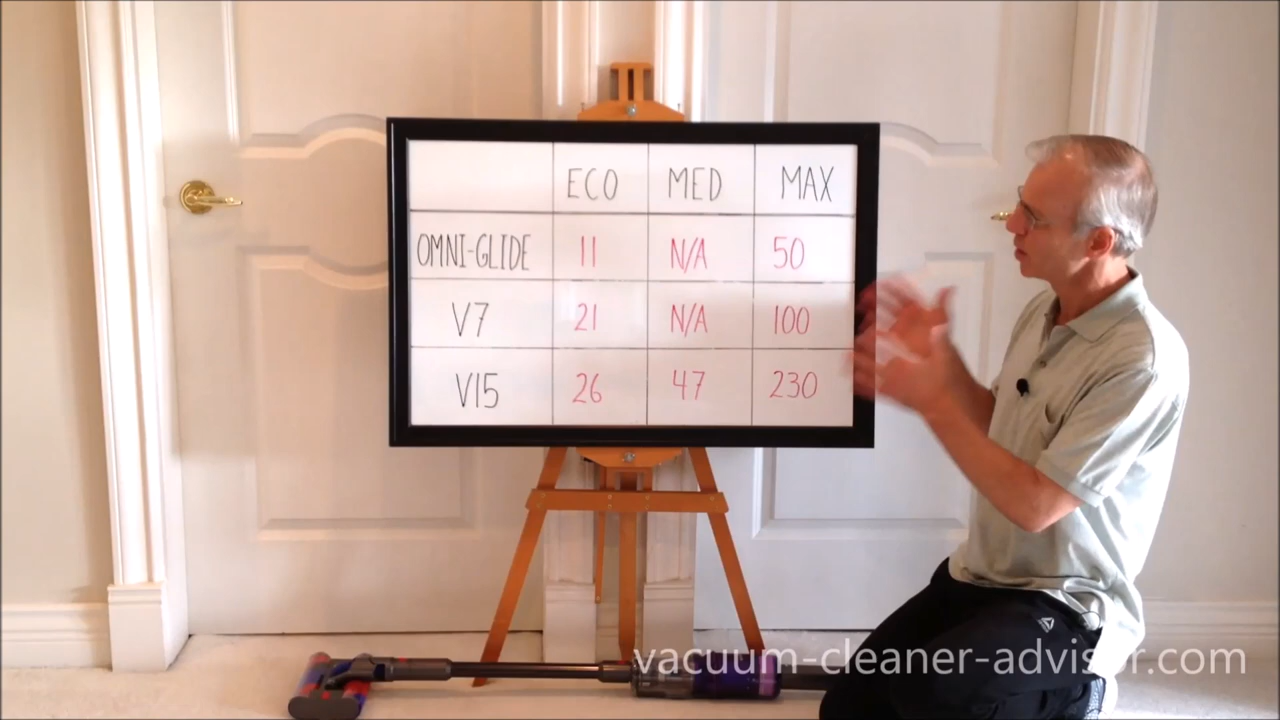 ECO MED MAX
OMNI-GLIDE 11 N/A 50
V7 21 N/A 100
V15 26 47 230
vacuum-cleaner-advisor.com